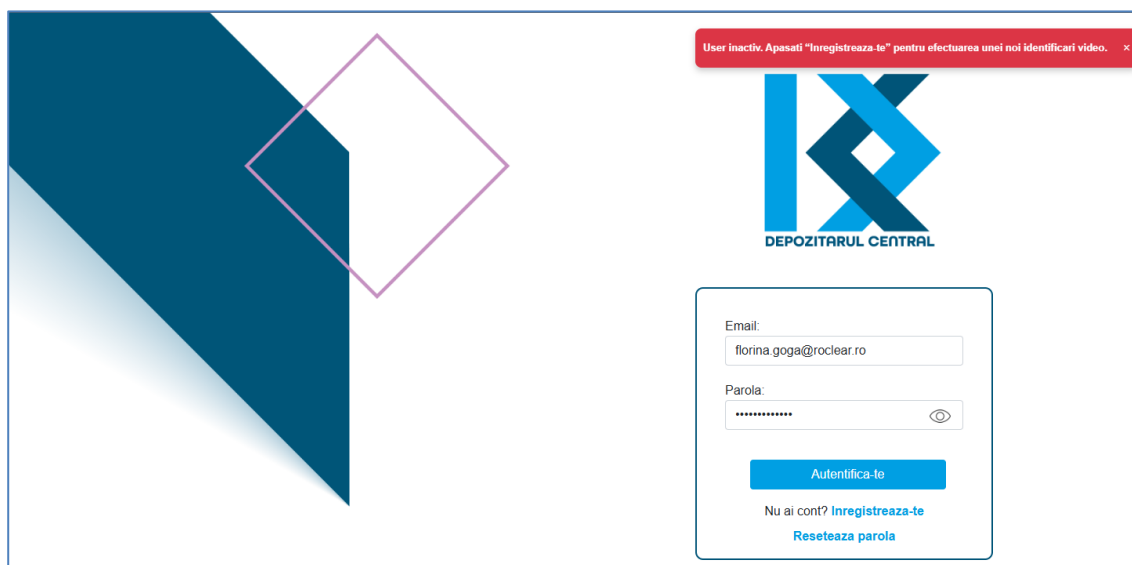 User inactiv. Apasati “Inregistreaza-te” pentru efectuarea unei noi identificari video. ×
DEPOZITARUL CENTRAL
Email:
florina.goga@roclear.ro
Parola:
•••••••••••••
Autentifica-te
Nu ai cont? Inregistreaza-te
Reseteaza parola